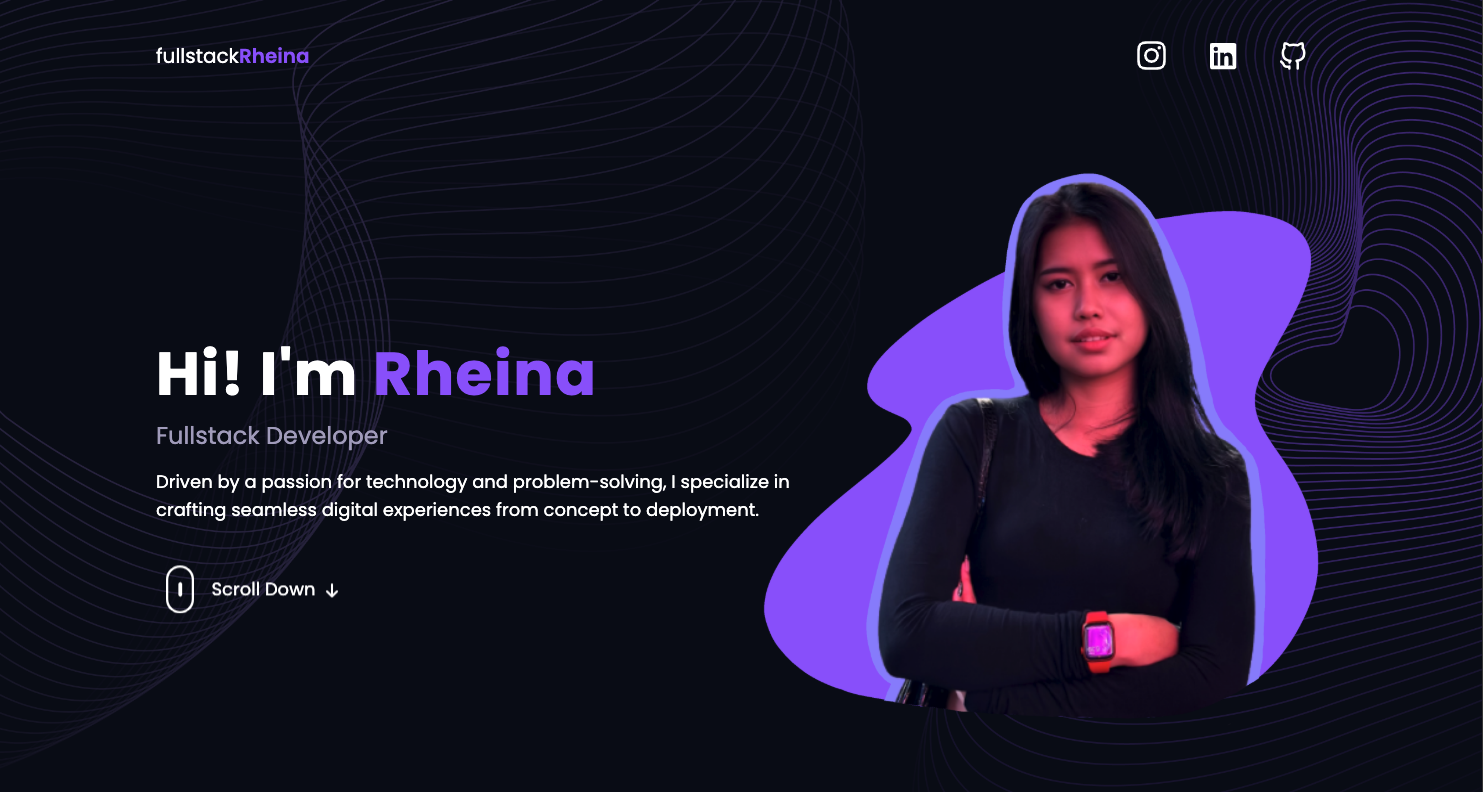 fullstackRheina
Hi! I'm Rheina
Fullstack Developer
Driven by a passion for technology and problem-solving, I specialize in
crafting seamless digital experiences from concept to deployment.
Scroll Down ↓